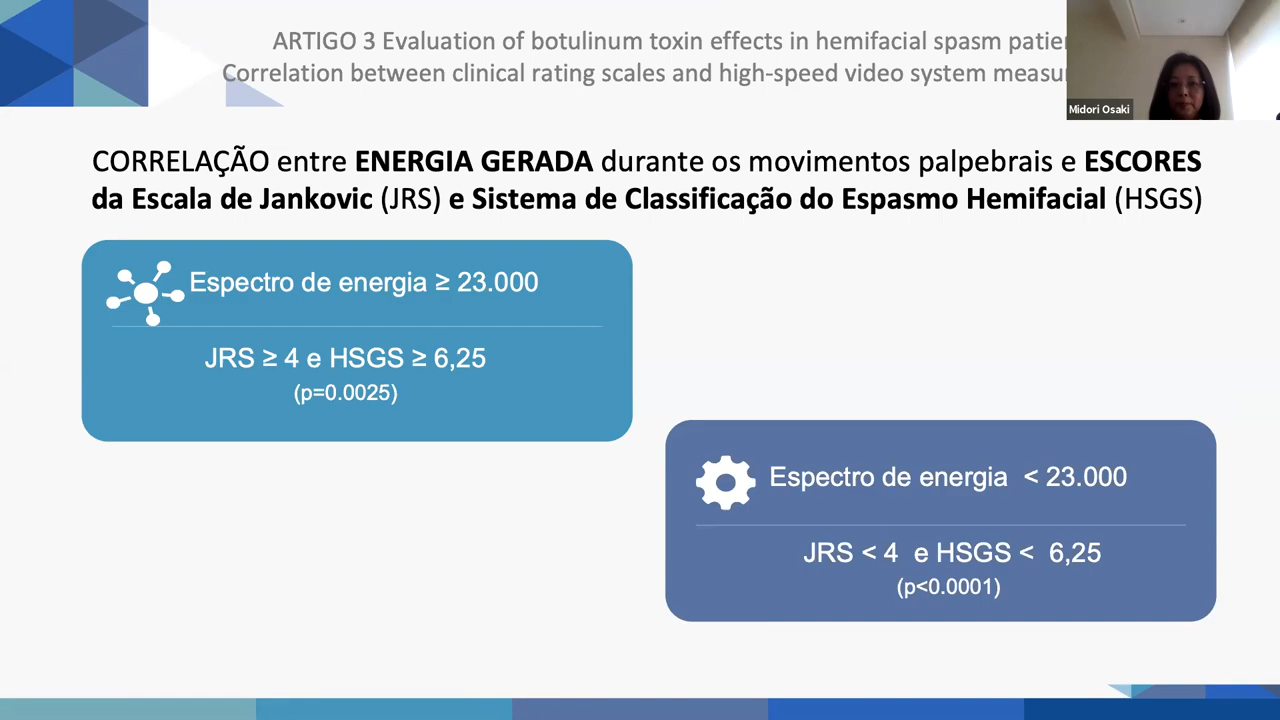 ARTIGO 3 Evaluation of botulinum toxin effects in hemifacial spasm
Correlation between clinical rating scales and high-speed video system
Midori Osaki
CORRELAÇÃO entre ENERGIA GERADA durante os movimentos palpebrais e ESCORES
da Escala de Jankovic (JRS) e Sistema de Classificação do Espasmo Hemifacial (HSGS)
Espectro de energia ≥ 23.000
JRS ≥ 4 e HSGS ≥ 6,25
(p=0.0025)
Espectro de energia < 23.000
JRS < 4 e HSGS < 6,25
(p<0.0001)